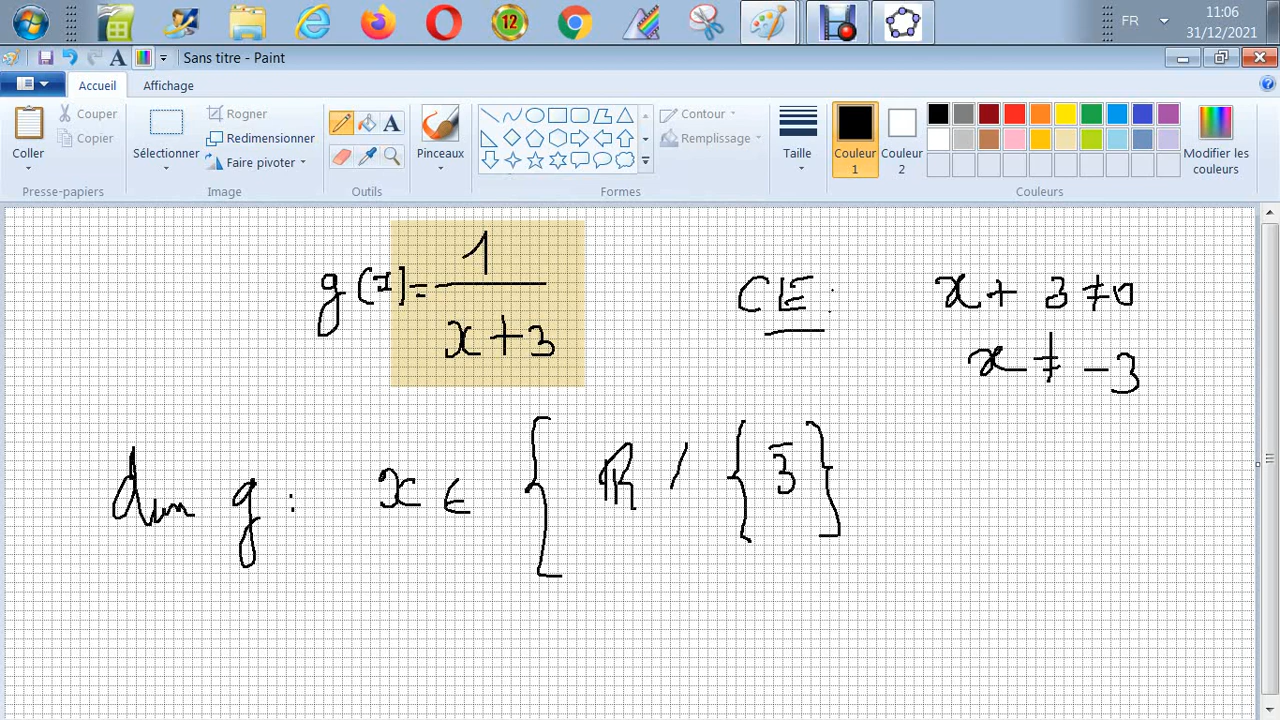 12
FR
11:06
31/12/2021
Sans titre - Paint
Accueil
Affichage
Coller
Couper
Copier
Presse-papiers
Sélectionner
Rogner
Redimensionner
Faire pivoter
Image
A
Outils
Pinceaux
Contour
Remplissage
Formes
Taille
Couleur 1
Couleur 2
Modifier les couleurs
Couleurs
g(x)= 1 / x+3
CE :
x + 3 ≠ 0
x ≠ -3
dom g : x ∈ { ℝ / { -3 }